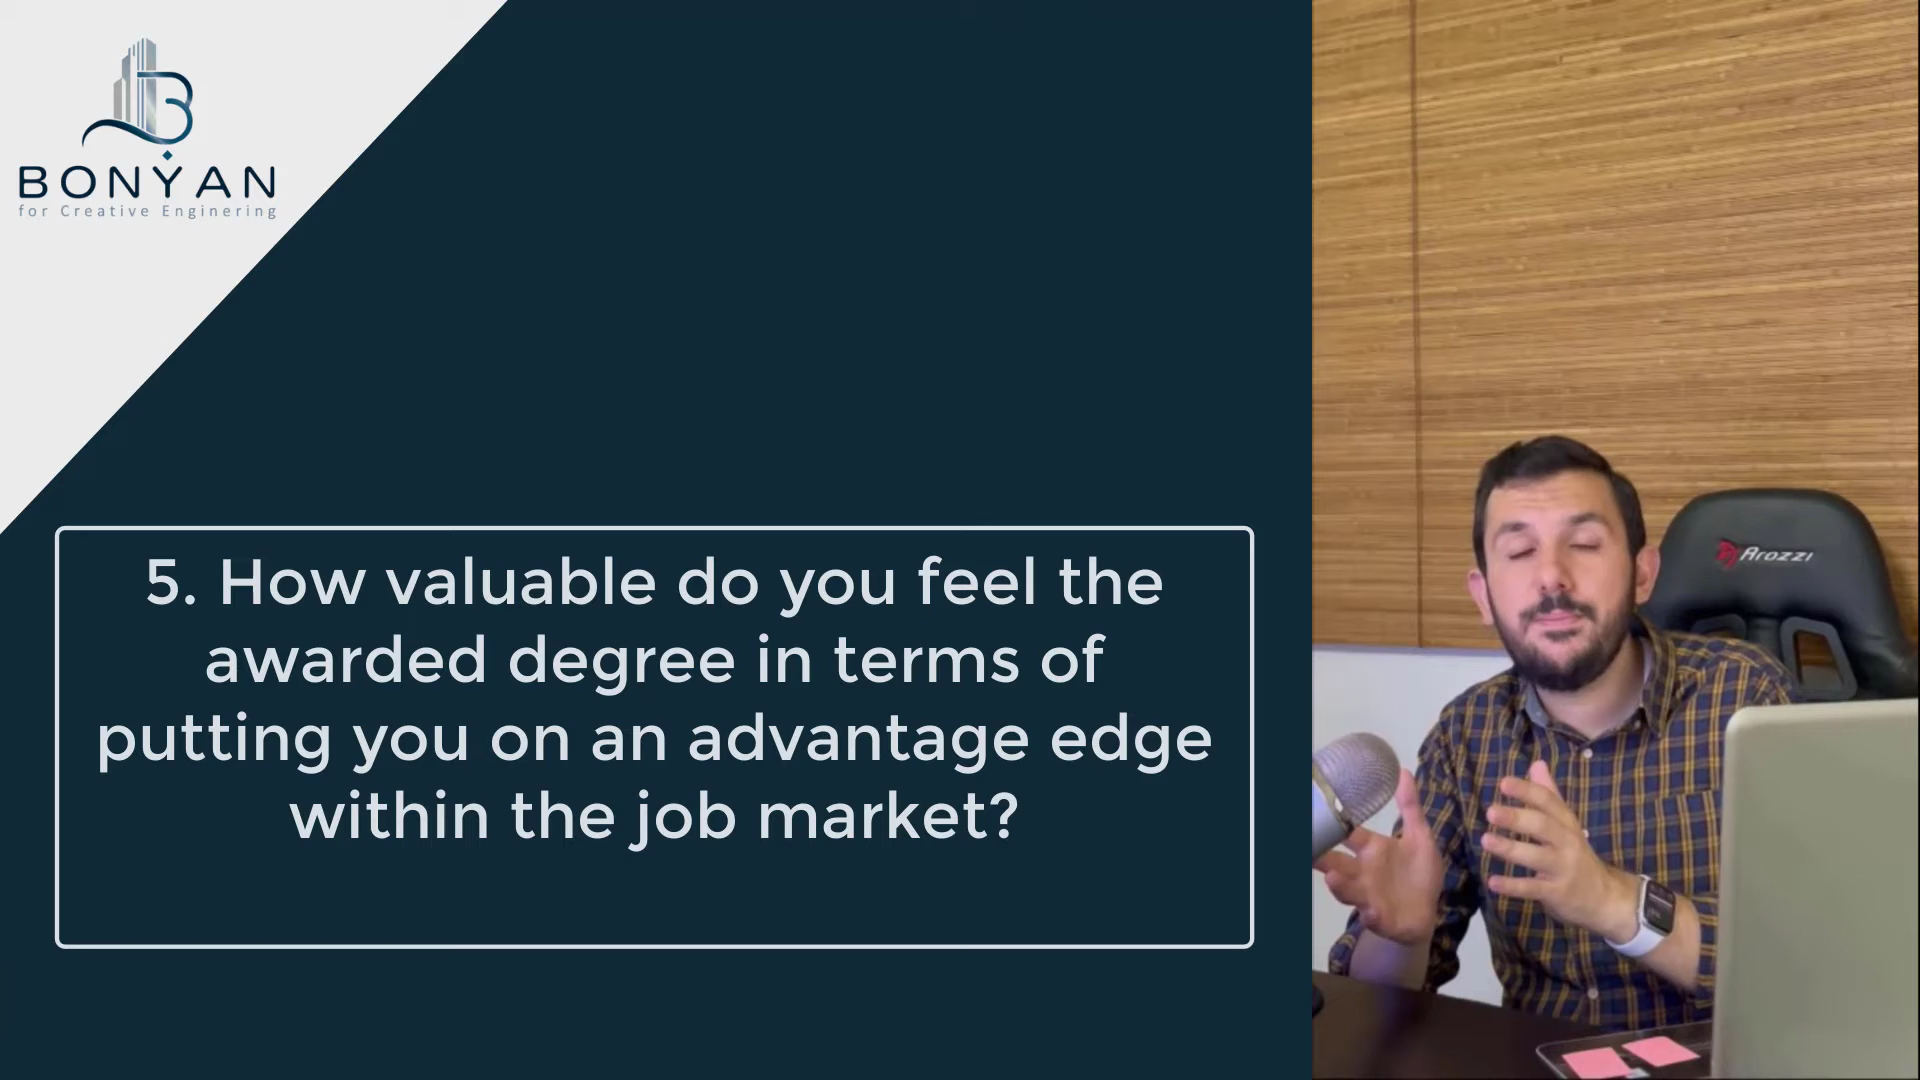 BONYAN
for Creative Enginering
5. How valuable do you feel the
awarded degree in terms of
putting you on an advantage edge
within the job market?
Arozzi